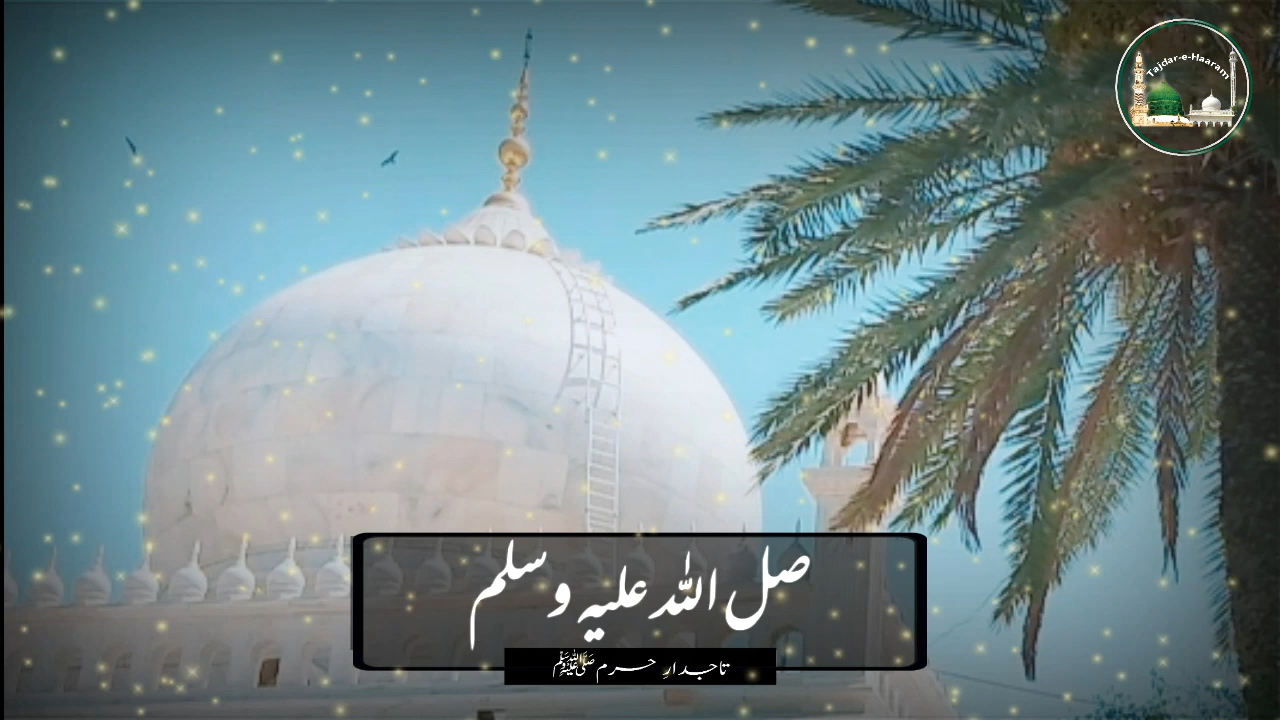 Tajdar-e-Haaram
صل اللہ علیہ وسلم
تاجدارِ حرم ﷺ